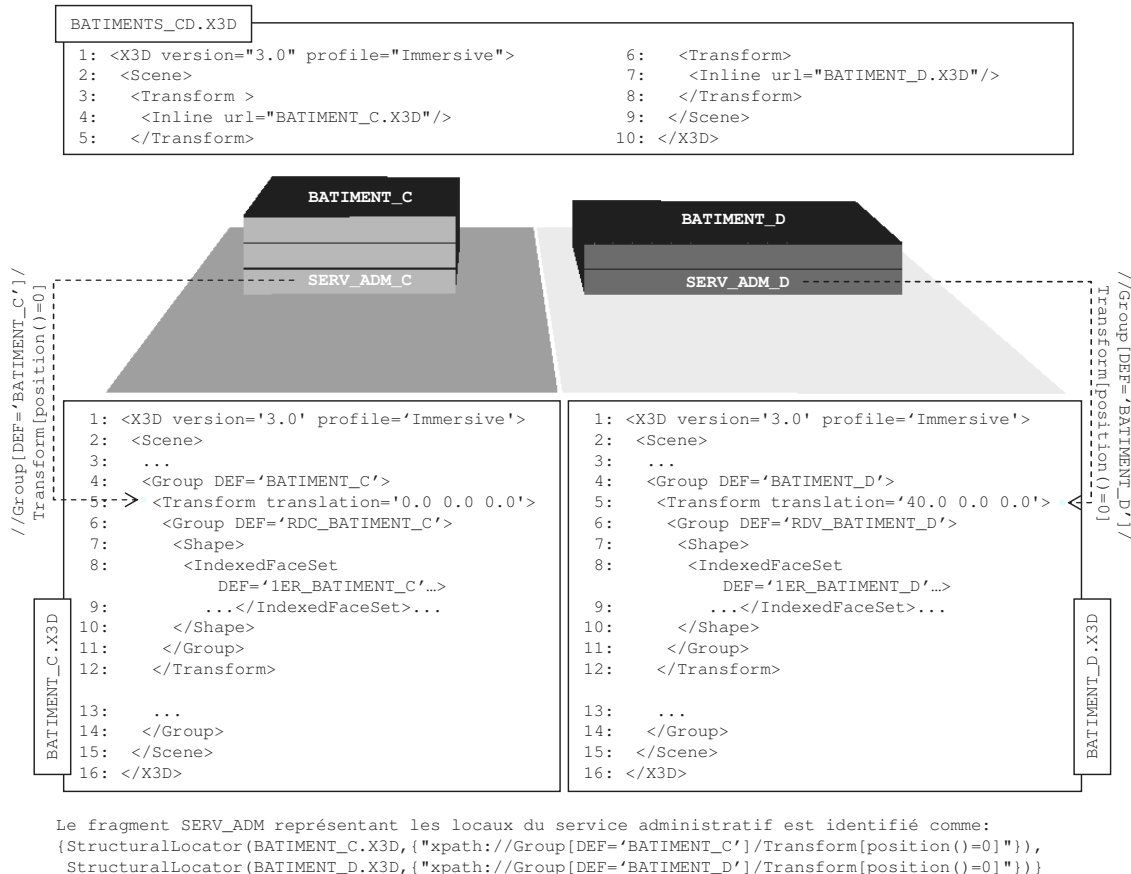 BATIMENTS_CD.X3D
1: <X3D version="3.0" profile="Immersive">
2: <Scene>
3: <Transform >
4: <Inline url="BATIMENT_C.X3D"/>
5: </Transform>
6: <Transform>
7: <Inline url="BATIMENT_D.X3D"/>
8: </Transform>
9: </Scene>
10: </X3D>
BATIMENT_C
BATIMENT_D
SERV_ADM_C
SERV_ADM_D
//Group[DEF='BATIMENT_C']/
Transform[position()=0]
//Group[DEF='BATIMENT_D']/
Transform[position()=0]
1: <X3D version='3.0' profile=‘Immersive'>
2: <Scene>
3: ...
4: <Group DEF=‘BATIMENT_C’>
5: <Transform translation='0.0 0.0 0.0'>
6: <Group DEF=‘RDC_BATIMENT_C’>
7: <Shape>
8: <IndexedFaceSet
DEF=‘1ER_BATIMENT_C’…>
9: ...</IndexedFaceSet>...
10: </Shape>
11: </Group>
12: </Transform>
13: ...
14: </Group>
15: </Scene>
16: </X3D>
BATIMENT_C.X3D
1: <X3D version='3.0' profile=‘Immersive'>
2: <Scene>
3: ...
4: <Group DEF=‘BATIMENT_D’>
5: <Transform translation=‘40.0 0.0 0.0'>
6: <Group DEF=‘RDV_BATIMENT_D’>
7: <Shape>
8: <IndexedFaceSet
DEF=‘1ER_BATIMENT_D’…>
9: ...</IndexedFaceSet>...
10: </Shape>
11: </Group>
12: </Transform>
13: ...
14: </Group>
15: </Scene>
16: </X3D>
BATIMENT_D.X3D
Le fragment SERV_ADM représentant les locaux du service administratif est identifié comme:
{StructuralLocator(BATIMENT_C.X3D,{"xpath://Group[DEF=‘BATIMENT_C’]/Transform[position()=0]"}),
StructuralLocator(BATIMENT_D.X3D,{"xpath://Group[DEF=‘BATIMENT_D’]/Transform[position()=0]"})}